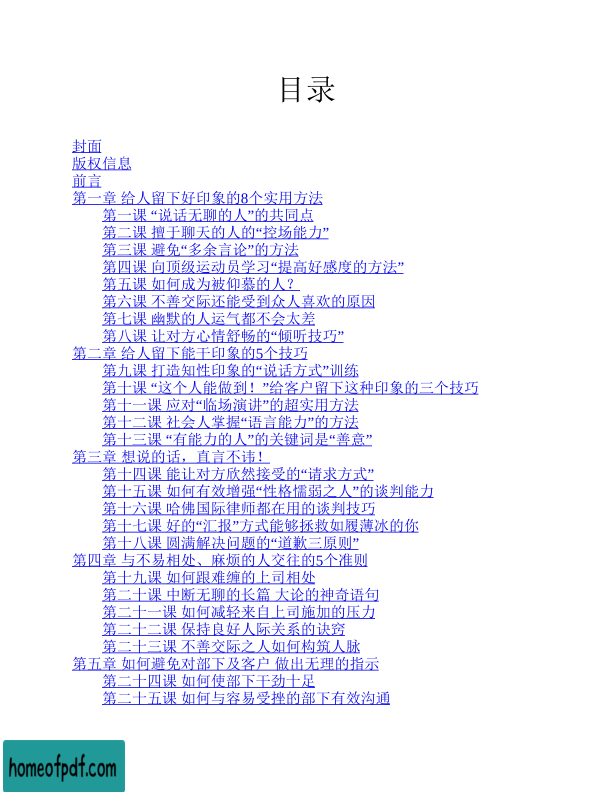 目录
封面
版权信息
前言
第一章 给人留下好印象的8个实用方法
第一课 “说话无聊的人”的共同点
第二课 擅于聊天的人的“控场能力”
第三课 避免“多余言论”的方法
第四课 向顶级运动员学习“提高好感度的方法”
第五课 如何成为被仰慕的人？
第六课 不善交际还能受到众人喜欢的原因
第七课 幽默的人运气都不会太差
第八课 让对方心情舒畅的“倾听技巧”
第二章 给人留下能干印象的5个技巧
第九课 打造知性印象的“说话方式”训练
第十课 “这个人能做到！”给客户留下这种印象的三个技巧
第十一课 应对“临场演讲”的超实用方法
第十二课 社会人掌握“语言能力”的方法
第十三课 “有能力的人”的关键词是“善意”
第三章 想说的话，直言不讳！
第十四课 能让对方欣然接受的“请求方式”
第十五课 如何有效增强“性格懦弱之人”的谈判能力
第十六课 哈佛国际律师都在用的谈判技巧
第十七课 好的“汇报”方式能够拯救如履薄冰的你
第十八课 圆满解决问题的“道歉三原则”
第四章 与不易相处、麻烦的人交往的5个准则
第十九课 如何跟难缠的上司相处
第二十课 中断无聊的长篇 大论的神奇语句
第二十一课 如何减轻来自上司施加的压力
第二十二课 保持良好人际关系的诀窍
第二十三课 不善交际之人如何构筑人脉
第五章 如何避免对部下及客户 做出无理的指示
第二十四课 如何使部下干劲十足
第二十五课 如何与容易受挫的部下有效沟通
homeofpdf.com